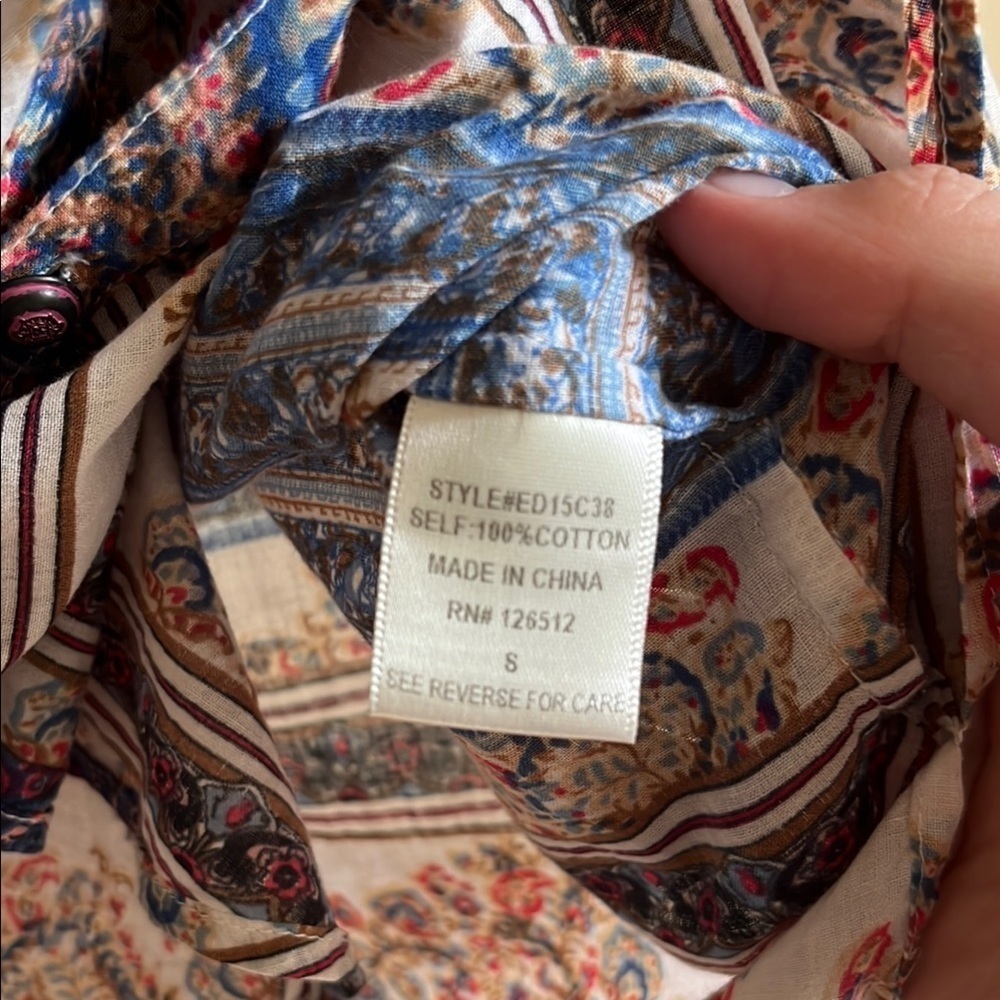 STYLE#ED15C38
SELF:100%COTTON
MADE IN CHINA
RN# 126512
S
SEE REVERSE FOR CARE